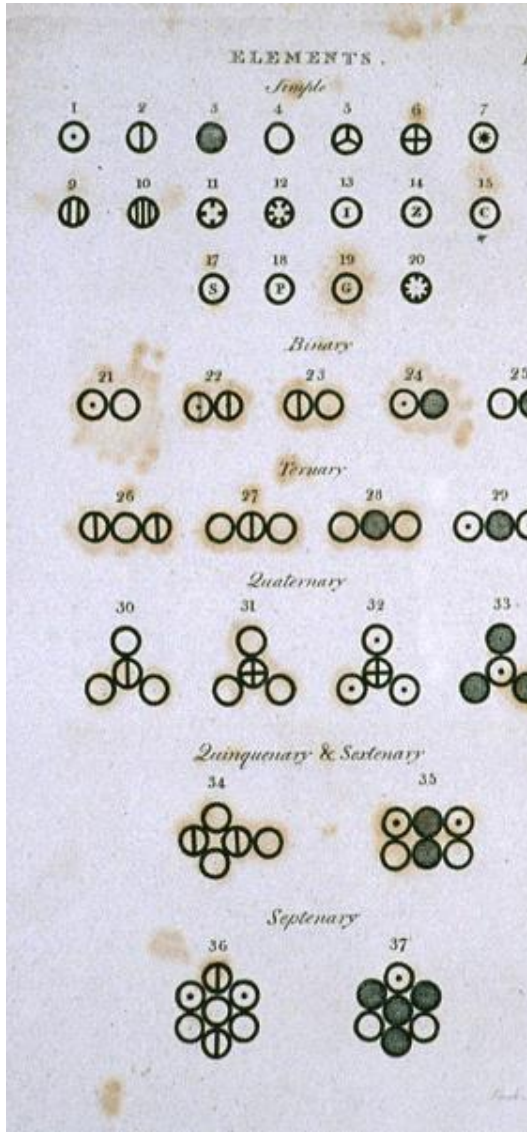 ELEMENTS.
Simple
1 2 3 4 5 6 7
9 10 11 12 13 14 15
I Z C
17 18 19 20
S P G
Binary
21 22 23 24 25
Ternary
26 27 28 29
Quaternary
30 31 32 33
Quinquenary & Sextenary
34 35
Septenary
36 37